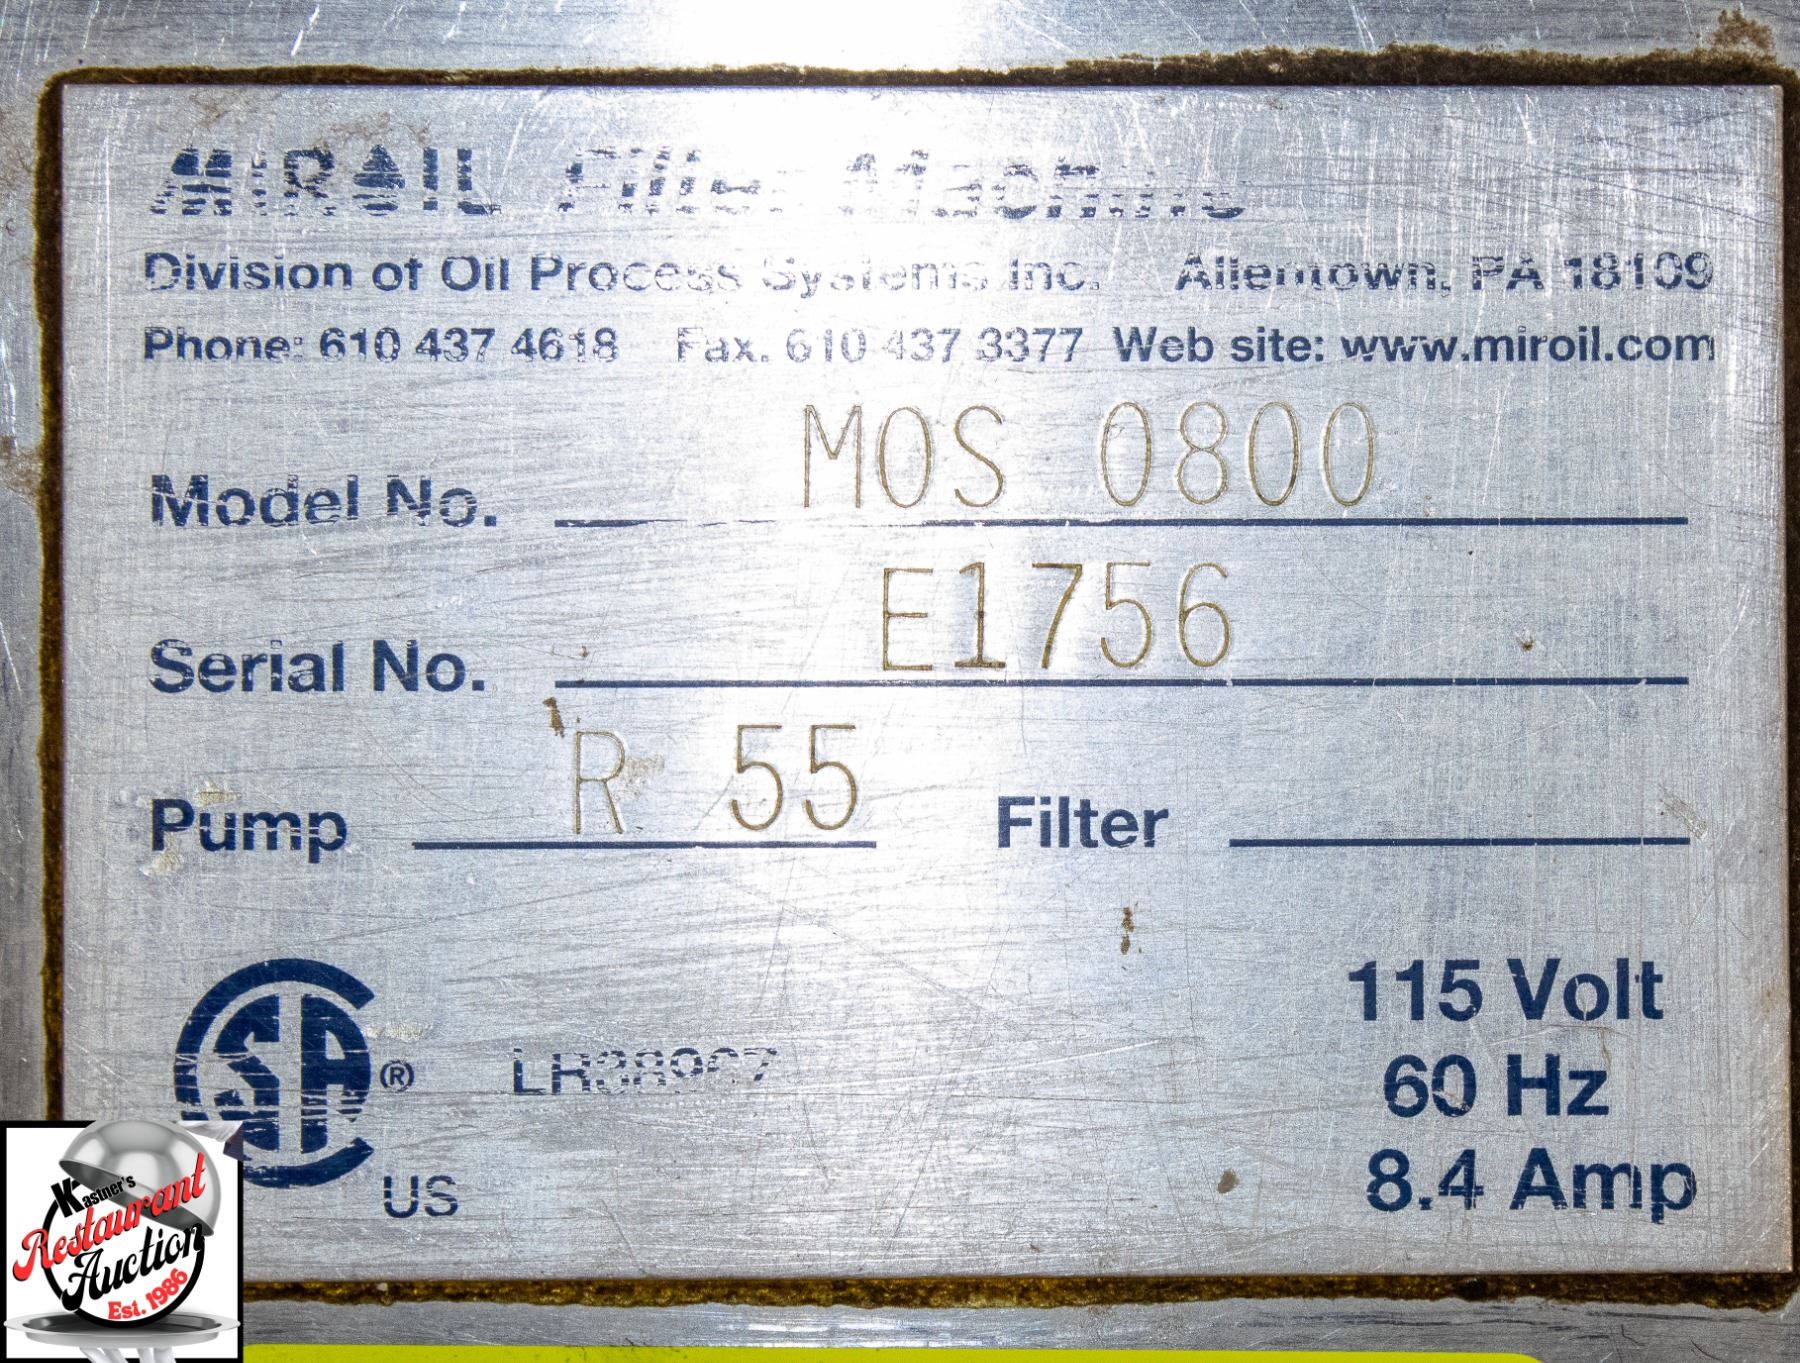 MIROIL Filter Machine
Division of Oil Process Systems Inc. Allentown, PA 18109
Phone: 610 437 4618 Fax. 610 437 3377 Web site: www.miroil.com
Model No. MOS 0800
Serial No. E1756
Pump R 55 Filter
115 Volt
60 Hz
8.4 Amp
CSA ®
US
Kastner's
Restaurant
Auction
Est. 1986